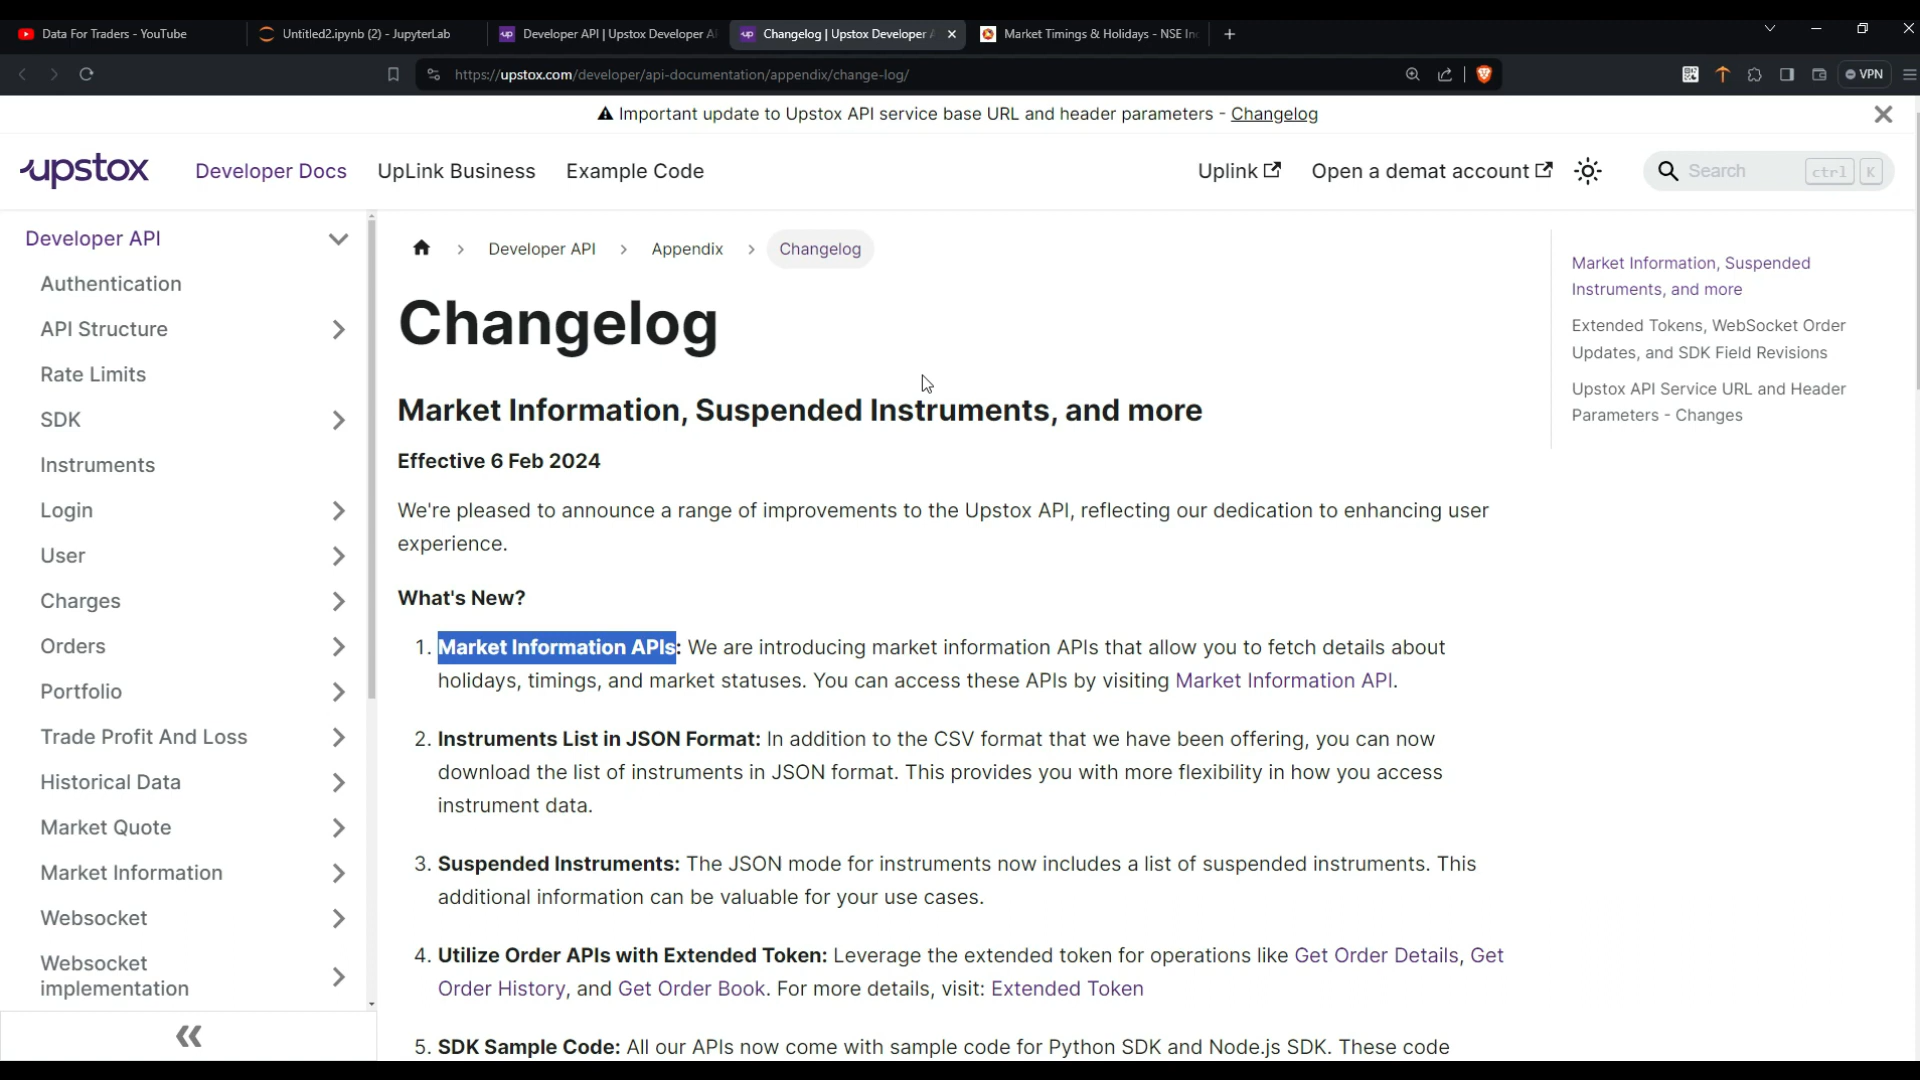 Data For Traders - YouTube
Untitled2.ipynb (2) - JupyterLab
Developer API | Upstox Developer A
Changelog | Upstox Developer A
Market Timings & Holidays - NSE In
https://upstox.com/developer/api-documentation/appendix/change-log/
VPN
Important update to Upstox API service base URL and header parameters - Changelog
upstox
Developer Docs
UpLink Business
Example Code
Uplink
Open a demat account
Search
ctrl
K
Developer API
Authentication
API Structure
Rate Limits
SDK
Instruments
Login
User
Charges
Orders
Portfolio
Trade Profit And Loss
Historical Data
Market Quote
Market Information
Websocket
Websocket
implementation
Developer API
Appendix
Changelog
Changelog
Market Information, Suspended Instruments, and more
Effective 6 Feb 2024
We're pleased to announce a range of improvements to the Upstox API, reflecting our dedication to enhancing user
experience.
What's New?
1. Market Information APIs: We are introducing market information APIs that allow you to fetch details about
holidays, timings, and market statuses. You can access these APIs by visiting Market Information API.
2. Instruments List in JSON Format: In addition to the CSV format that we have been offering, you can now
download the list of instruments in JSON format. This provides you with more flexibility in how you access
instrument data.
3. Suspended Instruments: The JSON mode for instruments now includes a list of suspended instruments. This
additional information can be valuable for your use cases.
4. Utilize Order APIs with Extended Token: Leverage the extended token for operations like Get Order Details, Get
Order History, and Get Order Book. For more details, visit: Extended Token
5. SDK Sample Code: All our APIs now come with sample code for Python SDK and Node.js SDK. These code
Market Information, Suspended
Instruments, and more
Extended Tokens, WebSocket Order
Updates, and SDK Field Revisions
Upstox API Service URL and Header
Parameters - Changes